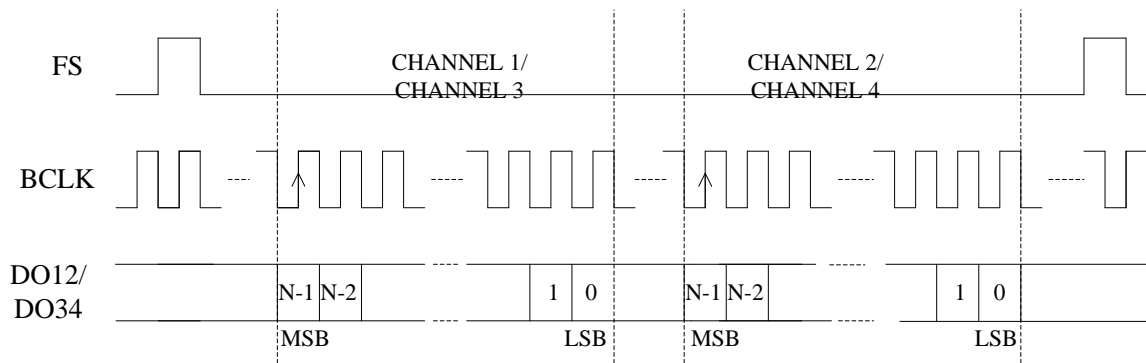 FS
CHANNEL 1/
CHANNEL 3
CHANNEL 2/
CHANNEL 4
BCLK
DO12/
DO34
N-1 N-2 1 0 N-1 N-2 1 0
MSB LSB MSB LSB